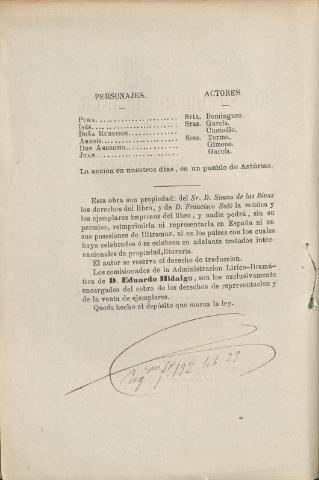 PERSONAJES. ACTORES.
PURA..................... Srta. Dominguez.
INÉS..................... Sras. García.
DOÑA REMEDIOS............ Custodio.
AMADIS................... Sres. Tormo.
DON AMBROSIO............. Gimeno.
JUAN..................... García.
La accion en nuestros dias, en un pueblo de Astúrias.
Esta obra son propiedad: del Sr. D. Simon de las Rivas
los derechos del libro, y de D. Francisco Sedó la música y
los ejemplares impresos del libro, y nadie podrá, sin su
permiso, reimprimirla ni representarla en España ni en
sus posesiones de Ultramar, ni en los países con los cuales
haya celebrados ó se celebren en adelante tratados inter-
nacionales de propiedad literaria.
El autor se reserva el derecho de traduccion.
Los comisionados de la Administracion Lírico-Dramá-
tica de D. Eduardo Hidalgo, son los exclusivamente
encargados del cobro de los derechos de representacion y
de la venta de ejemplares.
Queda hecho el depósito que marca la ley.
192